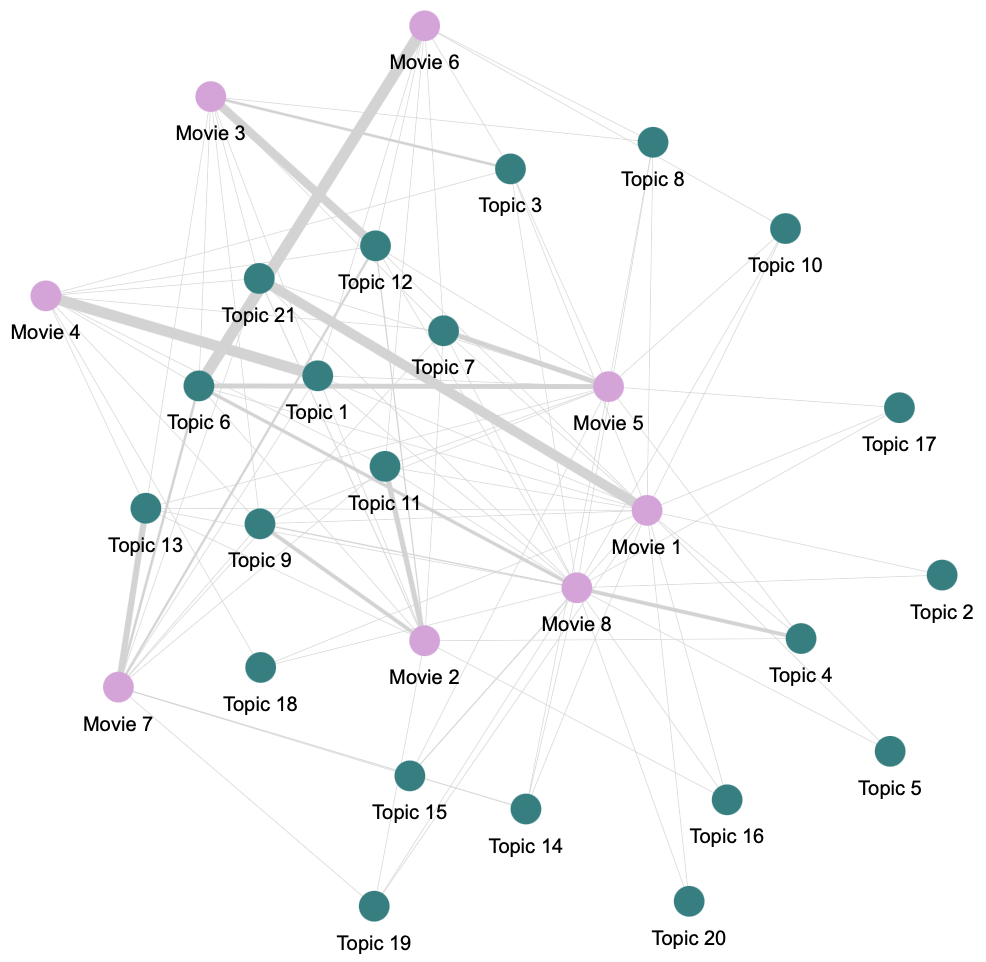 Movie 6
Movie 3
Topic 8
Topic 3
Topic 10
Topic 12
Topic 21
Movie 4
Topic 7
Topic 1
Topic 6
Movie 5
Topic 17
Topic 11
Topic 13
Movie 1
Topic 9
Topic 2
Movie 8
Topic 4
Movie 2
Topic 18
Movie 7
Topic 5
Topic 15
Topic 16
Topic 14
Topic 20
Topic 19